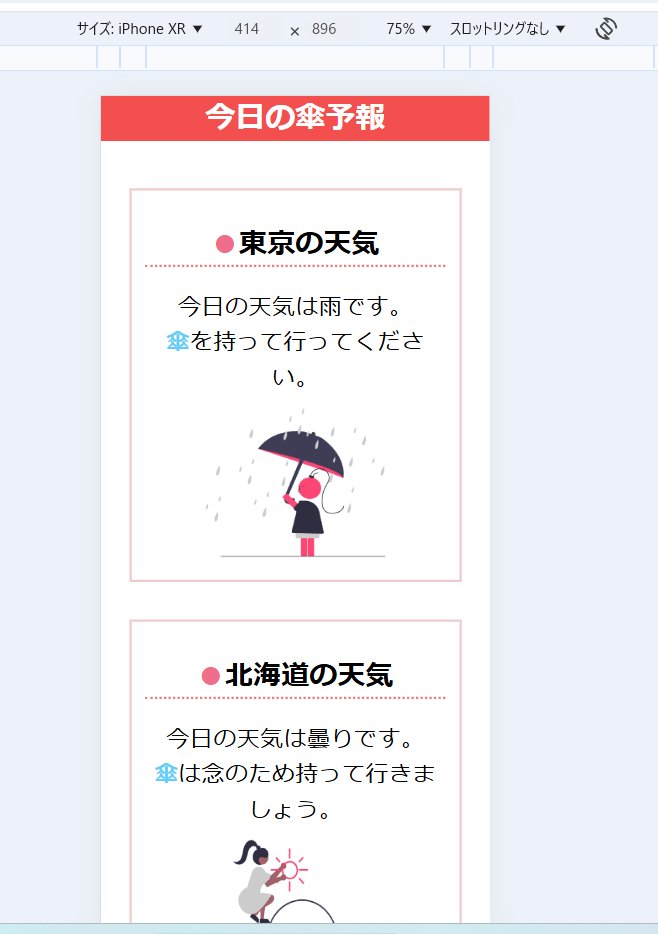 サイズ: iPhone XR ▼ 414 × 896 75% ▼ スロットリングなし ▼
今日の傘予報
●東京の天気
今日の天気は雨です。
傘を持って行ってくださ
い。
●北海道の天気
今日の天気は曇りです。
傘は念のため持って行きま
しょう。